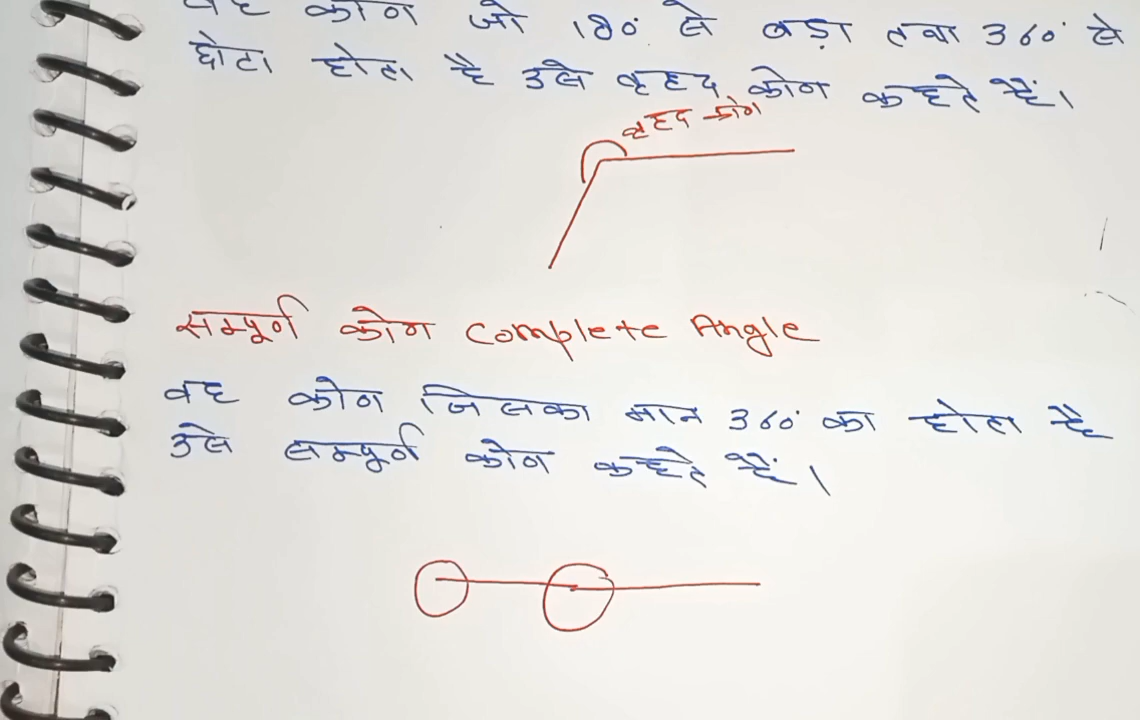 वह कोण जो 180° से बड़ा तथा 360° से
छोटा होता है उसे वृहद कोण कहते हैं।
वृहद कोण
सम्पूर्ण कोण Complete Angle
वह कोण जिसका मान 360° का होता है
उसे सम्पूर्ण कोण कहते हैं।